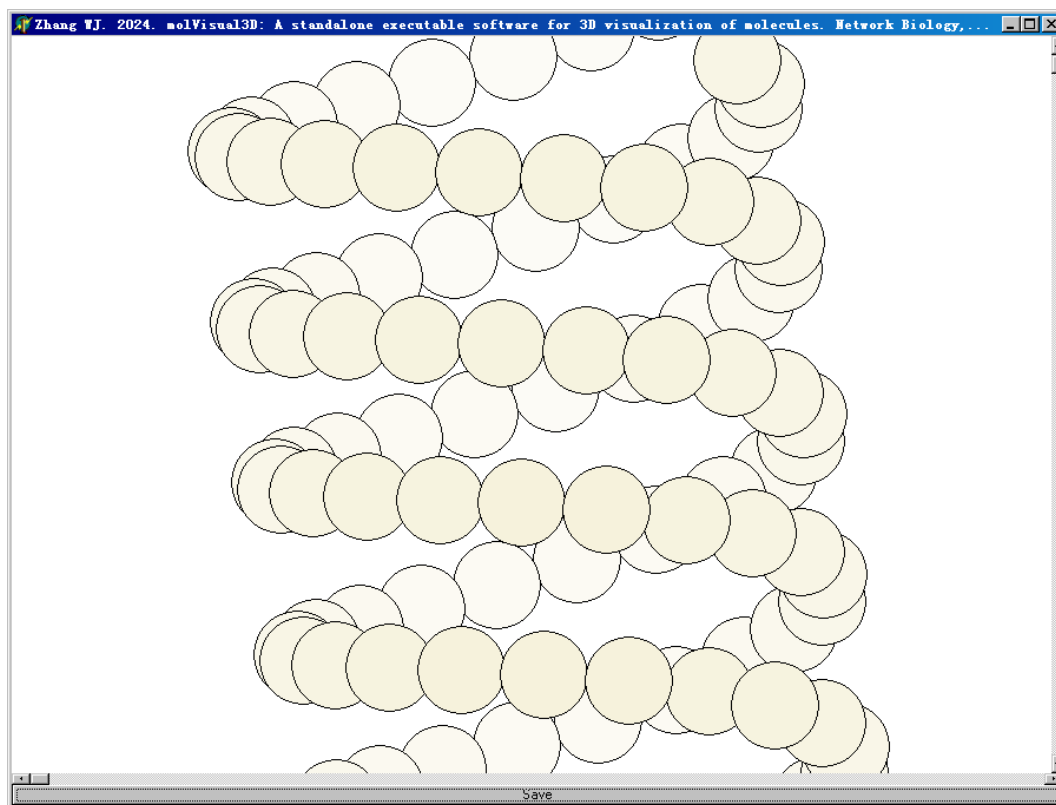 Zhang WJ. 2024. molVisual3D: A standalone executable software for 3D visualization of molecules. Network Biology,...
Save